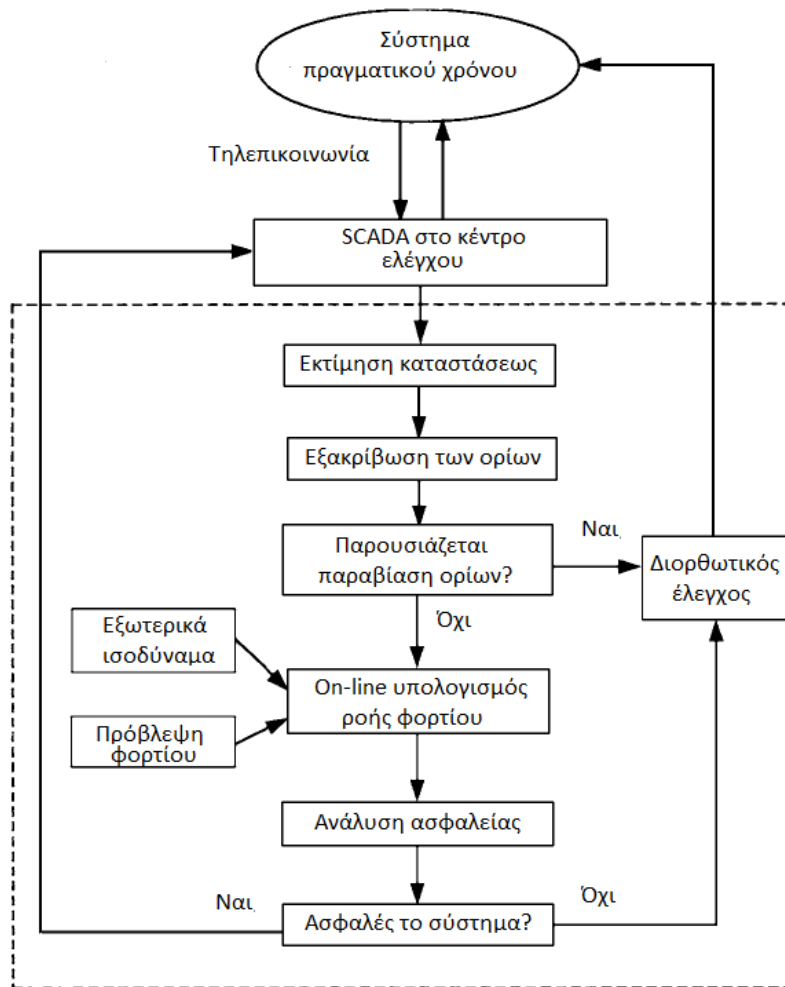 Σύστημα
πραγματικού χρόνου
Τηλεπικοινωνία
SCADA στο κέντρο
ελέγχου
Εκτίμηση καταστάσεως
Εξακρίβωση των ορίων
Παρουσιάζεται
παραβίαση ορίων?
Ναι
Διορθωτικός
έλεγχος
Όχι
Εξωτερικά
ισοδύναμα
On-line υπολογισμός
ροής φορτίου
Πρόβλεψη
φορτίου
Ανάλυση ασφαλείας
Ναι
Ασφαλές το σύστημα?
Όχι